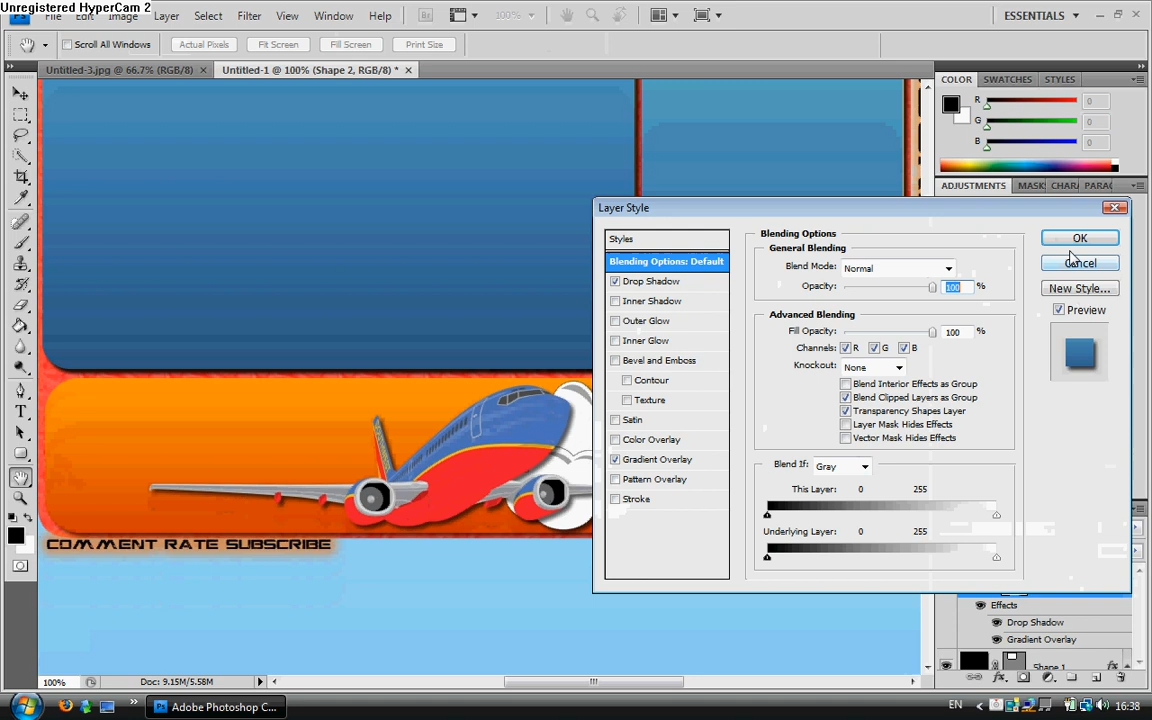 Unregistered HyperCam 2
Ps File Edit Image Layer Select Filter View Window Help Br 100% ESSENTIALS
Scroll All Windows Actual Pixels Fit Screen Fill Screen Print Size
Untitled-3.jpg @ 66.7% (RGB/8) × Untitled-1 @ 100% (Shape 2, RGB/8) * ×
COLOR SWATCHES STYLES
R 0
G 0
B 0
ADJUSTMENTS MASK CHAR PARAG
Layer Style
Styles
Blending Options: Default
Drop Shadow
Inner Shadow
Outer Glow
Inner Glow
Bevel and Emboss
Contour
Texture
Satin
Color Overlay
Gradient Overlay
Pattern Overlay
Stroke
Blending Options
General Blending
Blend Mode: Normal
Opacity: 100 %
Advanced Blending
Fill Opacity: 100 %
Channels: R G B
Knockout: None
Blend Interior Effects as Group
Blend Clipped Layers as Group
Transparency Shapes Layer
Layer Mask Hides Effects
Vector Mask Hides Effects
Blend If: Gray
This Layer: 0 255
Underlying Layer: 0 255
OK
Cancel
New Style...
Preview
COMMENT RATE SUBSCRIBE
Effects
Drop Shadow
Gradient Overlay
Shape 1 fx
100% Doc: 9.15M/5.58M
Ps Adobe Photoshop C... EN 16:38